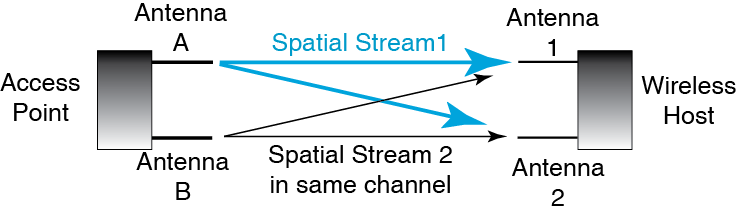 Antenna
A
Spatial Stream1
Antenna
1
Access
Point
Wireless
Host
Antenna
B
Spatial Stream 2
in same channel
Antenna
2